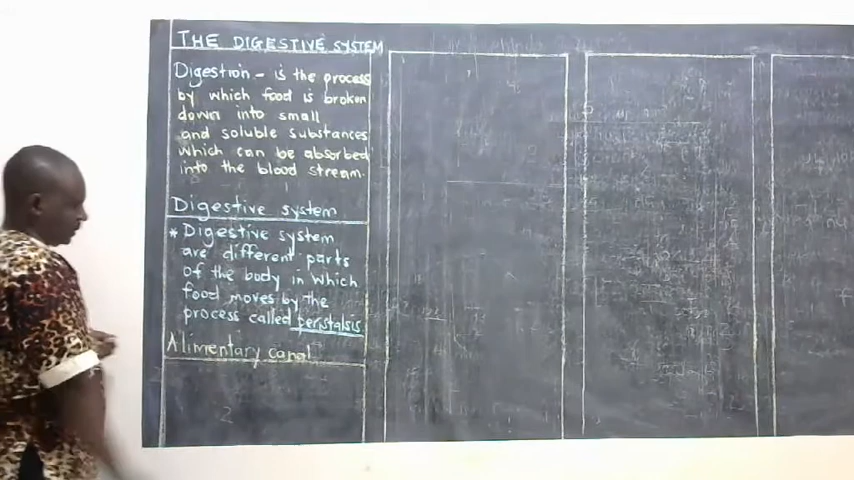 THE DIGESTIVE SYSTEM
Digestion - is the process
by which food is broken
down into small
and soluble substances
which can be absorbed
into the blood stream.
Digestive system
* Digestive system
are different parts
of the body in which
food moves by the
process called peristalsis
Alimentary canal